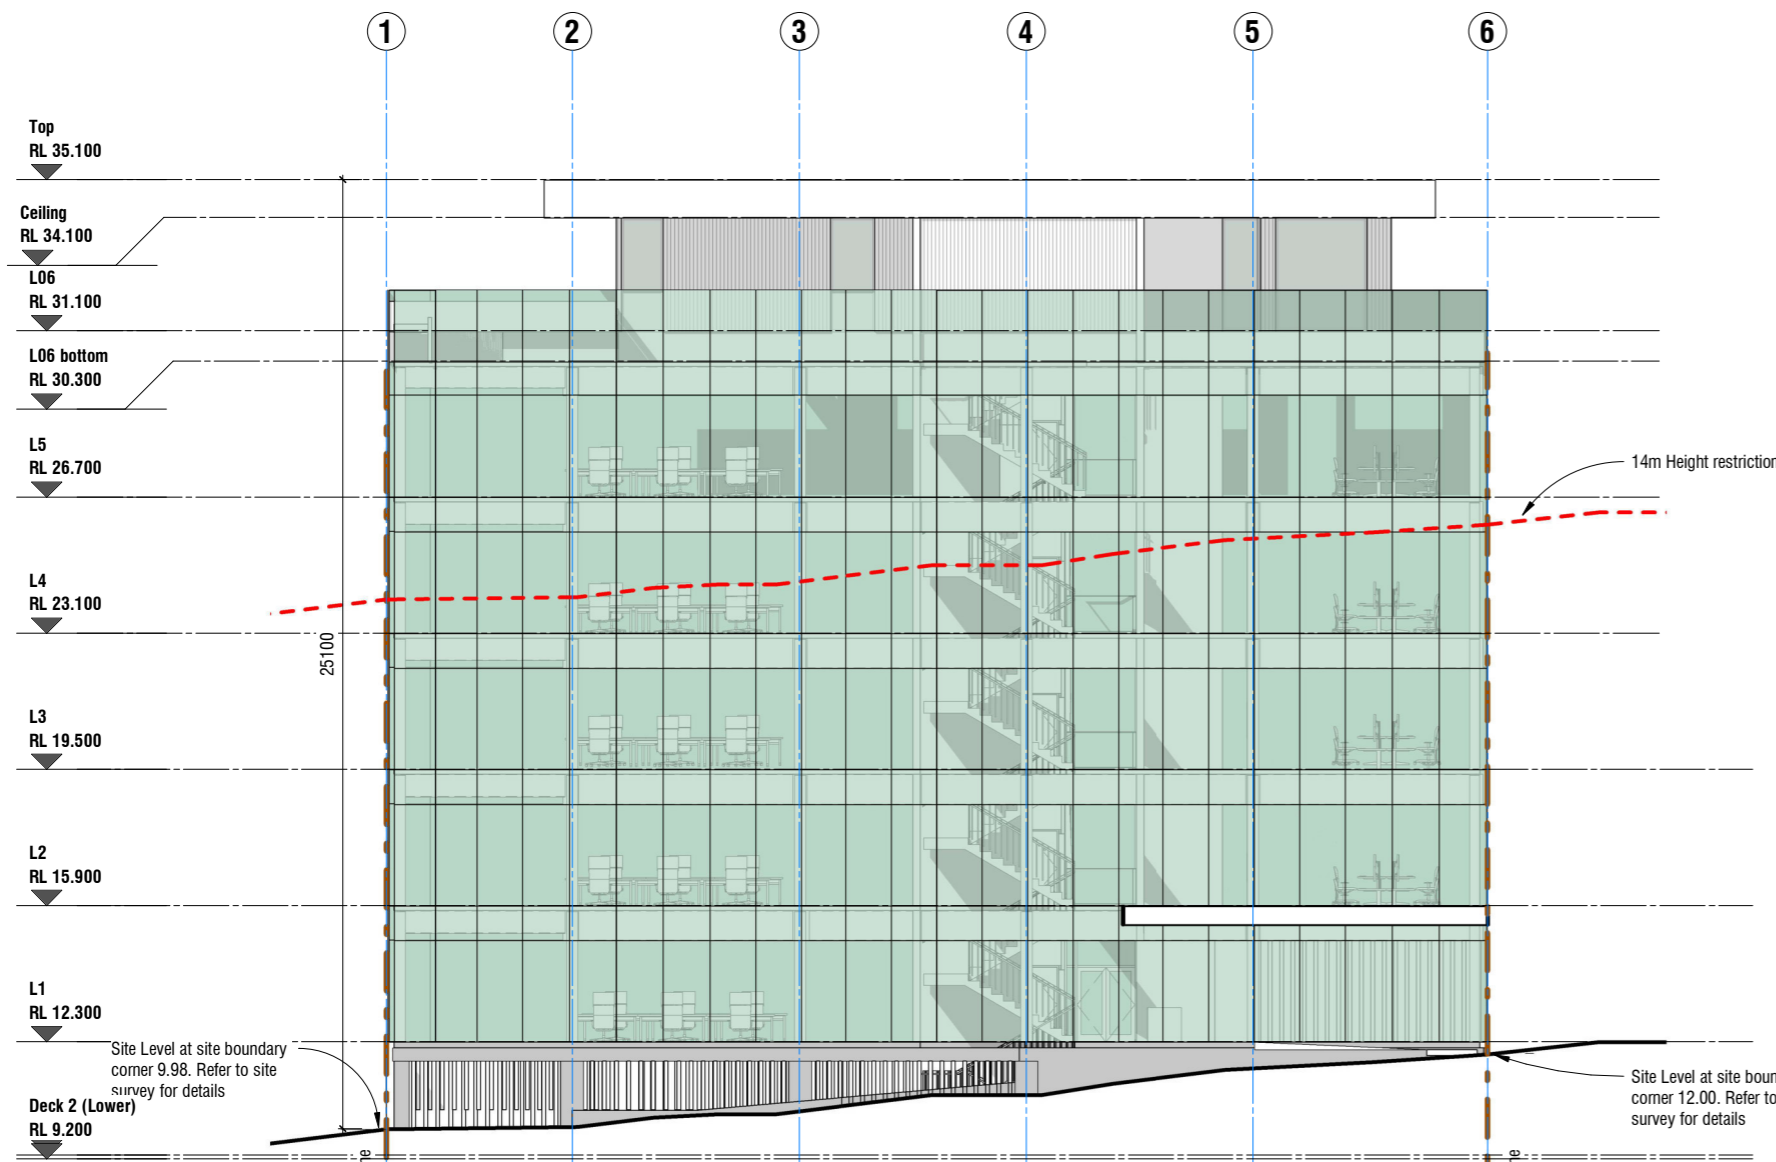 1 2 3 4 5 6
Top
RL 35.100
Ceiling
RL 34.100
L06
RL 31.100
L06 bottom
RL 30.300
L5
RL 26.700
14m Height restriction
L4
RL 23.100
25100
L3
RL 19.500
L2
RL 15.900
L1
RL 12.300
Site Level at site boundary
corner 9.98. Refer to site
survey for details
Deck 2 (Lower)
RL 9.200
Site Level at site boun
corner 12.00. Refer to
survey for details